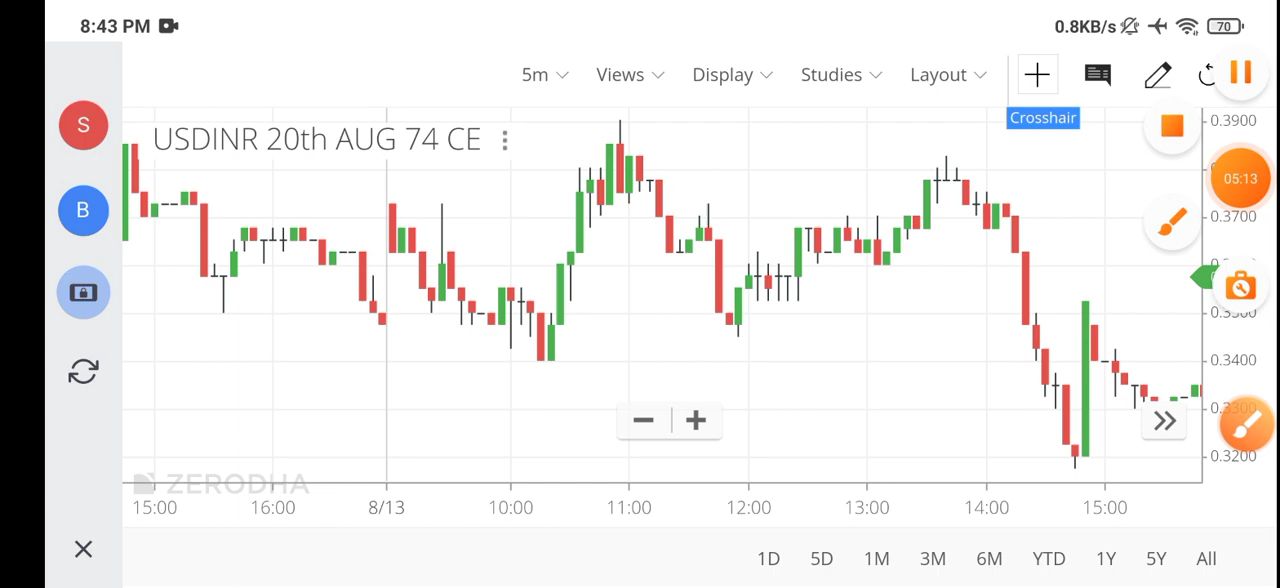 8:43 PM
0.8KB/s 70
5m Views Display Studies Layout
Crosshair
S
USDINR 20th AUG 74 CE
0.3900
B
05:13
0.3700
0.3400
0.3300
0.3200
ZERODHA
15:00 16:00 8/13 10:00 11:00 12:00 13:00 14:00 15:00
1D 5D 1M 3M 6M YTD 1Y 5Y All